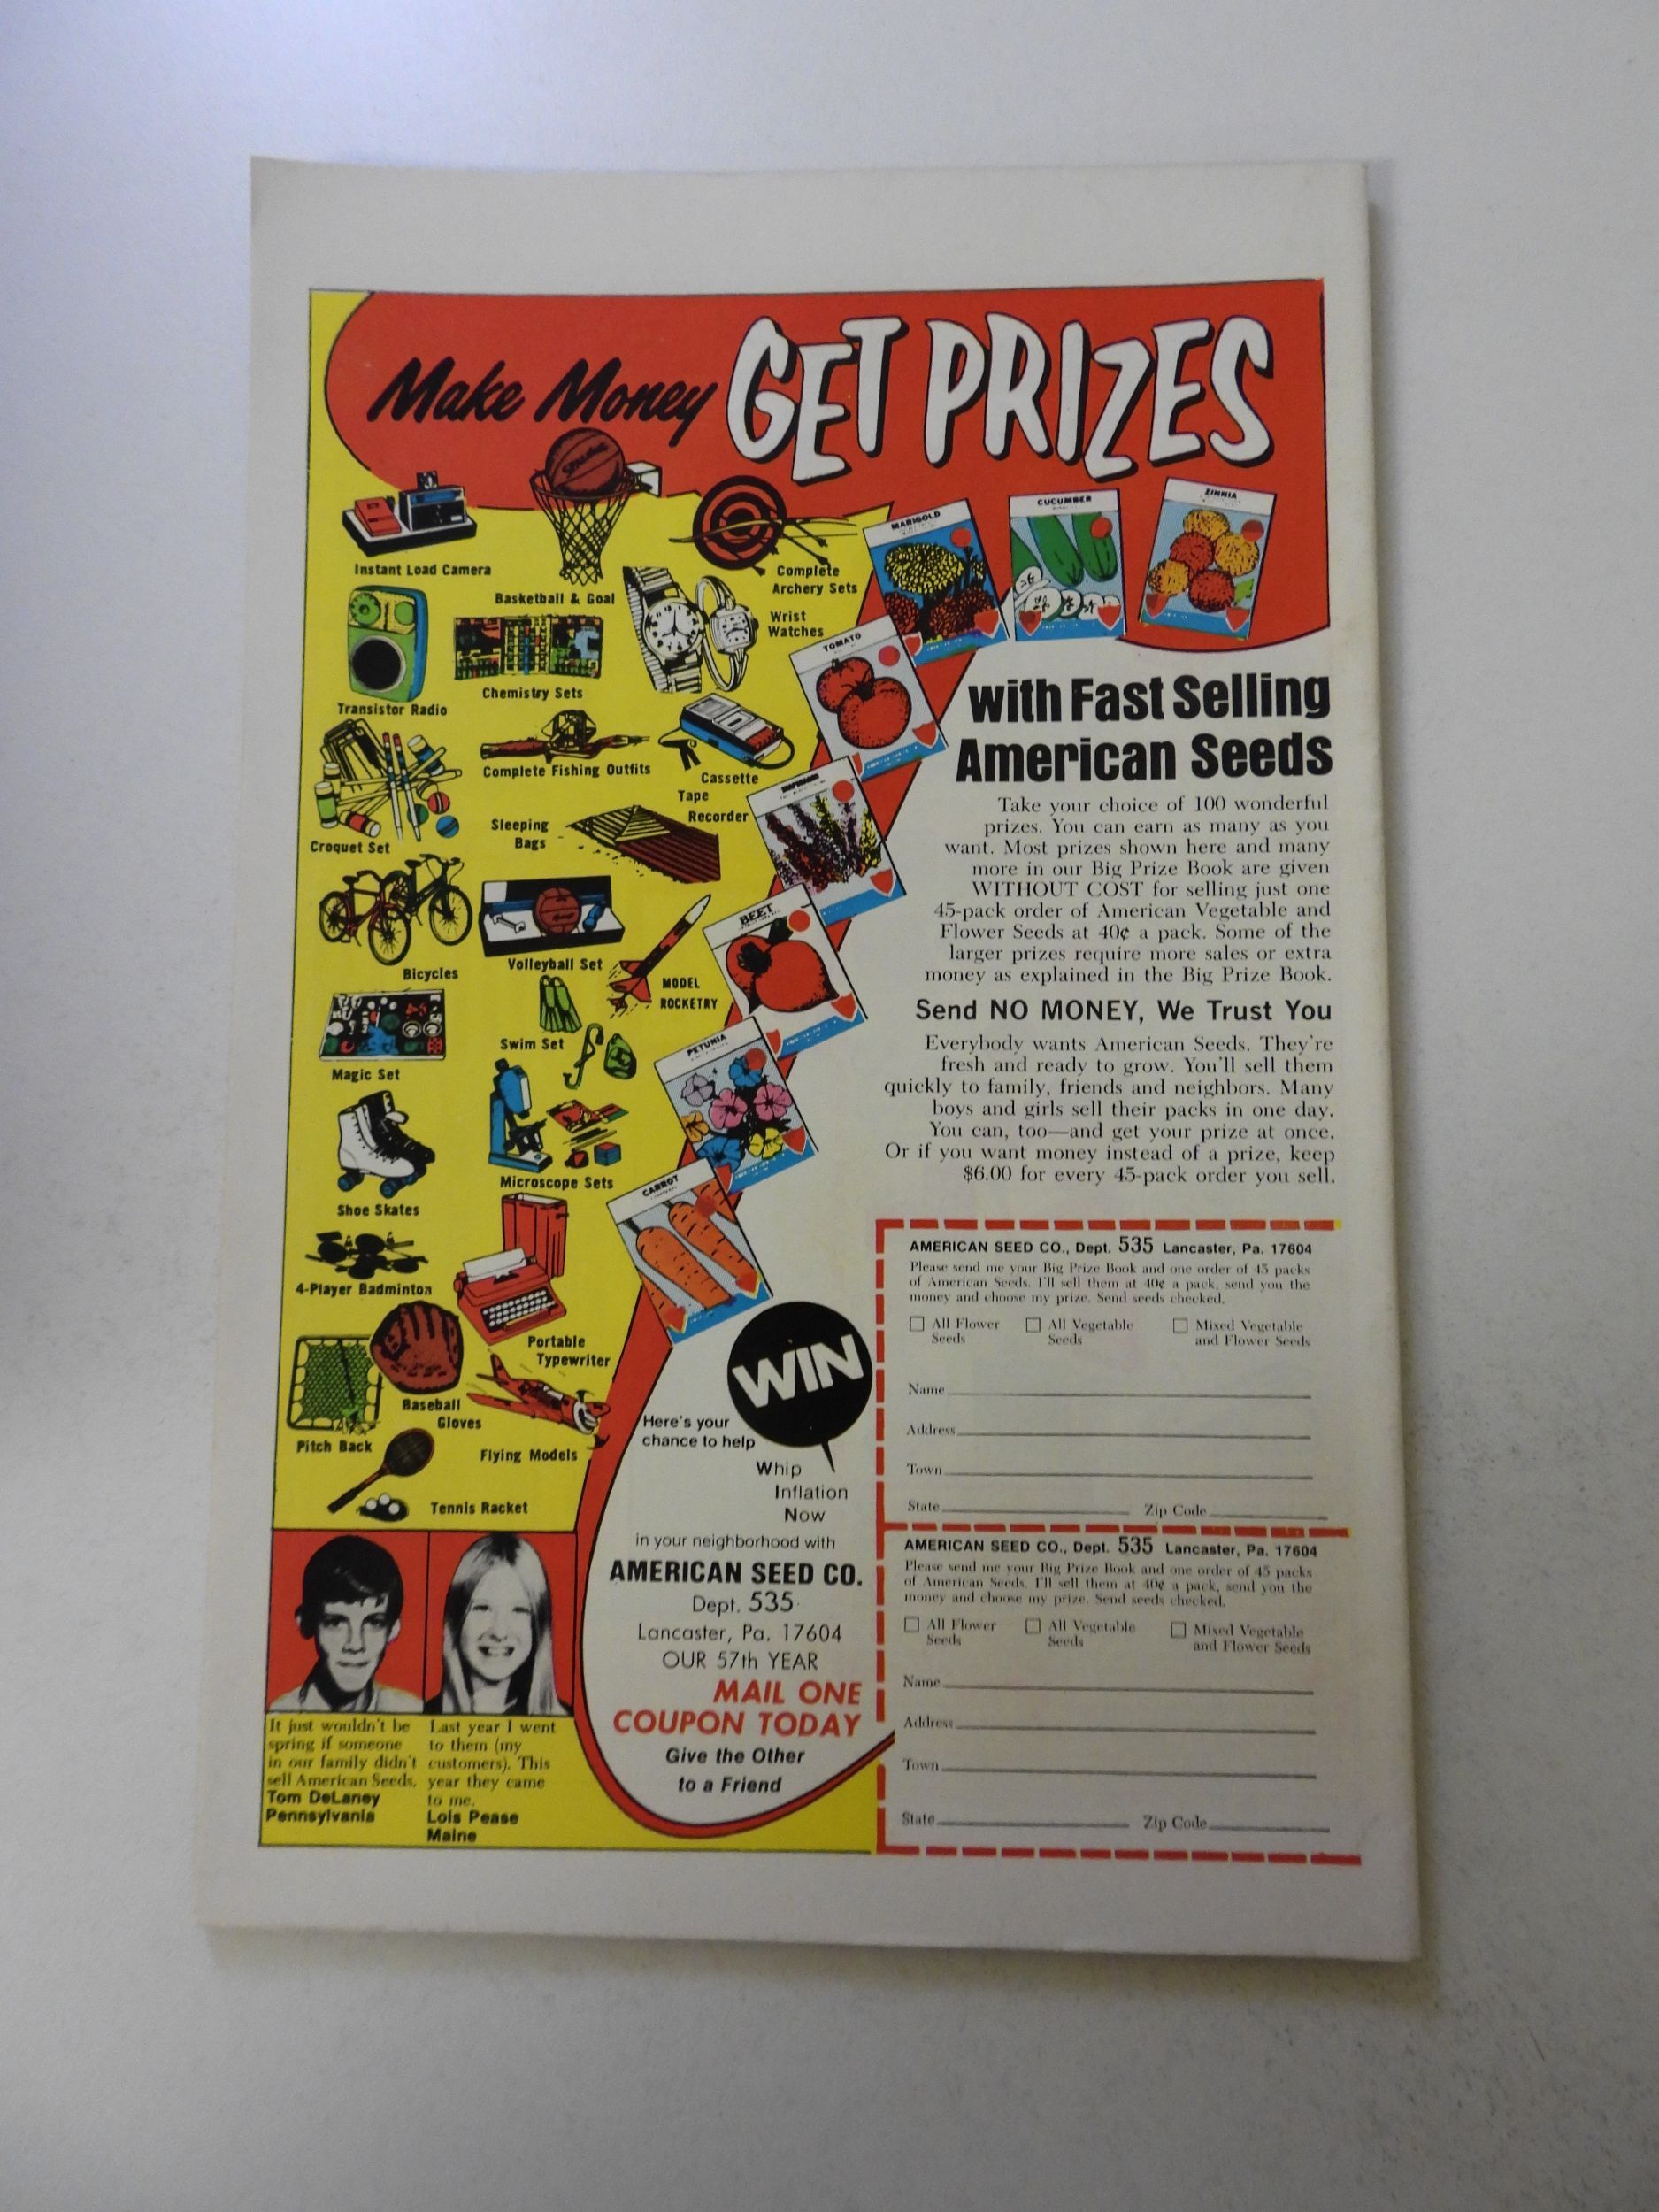 Make Money GET PRIZES
Spalding
Instant Load Camera
Basketball & Goal
Complete
Archery Sets
Transistor Radio
Chemistry Sets
Wrist
Watches
Croquet Set
Complete Fishing Outfits
Cassette
Tape
Recorder
Sleeping
Bags
Bicycles
Volleyball Set
MODEL
ROCKETRY
Magic Set
Swim Set
Shoe Skates
Microscope Sets
4-Player Badminton
Portable
Typewriter
Pitch Back
Baseball
Gloves
Flying Models
Tennis Racket
MARIGOLD
CUCUMBER
ZINNIA
TOMATO
BEET
PETUNIA
CARROT
with Fast Selling
American Seeds
Take your choice of 100 wonderful
prizes. You can earn as many as you
want. Most prizes shown here and many
more in our Big Prize Book are given
WITHOUT COST for selling just one
45-pack order of American Vegetable and
Flower Seeds at 40¢ a pack. Some of the
larger prizes require more sales or extra
money as explained in the Big Prize Book.
Send NO MONEY, We Trust You
Everybody wants American Seeds. They're
fresh and ready to grow. You'll sell them
quickly to family, friends and neighbors. Many
boys and girls sell their packs in one day.
You can, too—and get your prize at once.
Or if you want money instead of a prize, keep
$6.00 for every 45-pack order you sell.
WIN
Here's your
chance to help
Whip
Inflation
Now
in your neighborhood with
AMERICAN SEED CO.
Dept. 535
Lancaster, Pa. 17604
OUR 57th YEAR
MAIL ONE
COUPON TODAY
Give the Other
to a Friend
It just wouldn't be
spring if someone
in our family didn't
sell American Seeds.
Tom DeLaney
Pennsylvania
Last year I went
to them (my
customers). This
year they came
to me.
Lois Pease
Maine
AMERICAN SEED CO., Dept. 535 Lancaster, Pa. 17604
Please send me your Big Prize Book and one order of 45 packs
of American Seeds. I'll sell them at 40¢ a pack, send you the
money and choose my prize. Send seeds checked.
All Flower
Seeds
All Vegetable
Seeds
Mixed Vegetable
and Flower Seeds
Name
Address
Town
State Zip Code
AMERICAN SEED CO., Dept. 535 Lancaster, Pa. 17604
Please send me your Big Prize Book and one order of 45 packs
of American Seeds. I'll sell them at 40¢ a pack, send you the
money and choose my prize. Send seeds checked.
All Flower
Seeds
All Vegetable
Seeds
Mixed Vegetable
and Flower Seeds
Name
Address
Town
State Zip Code